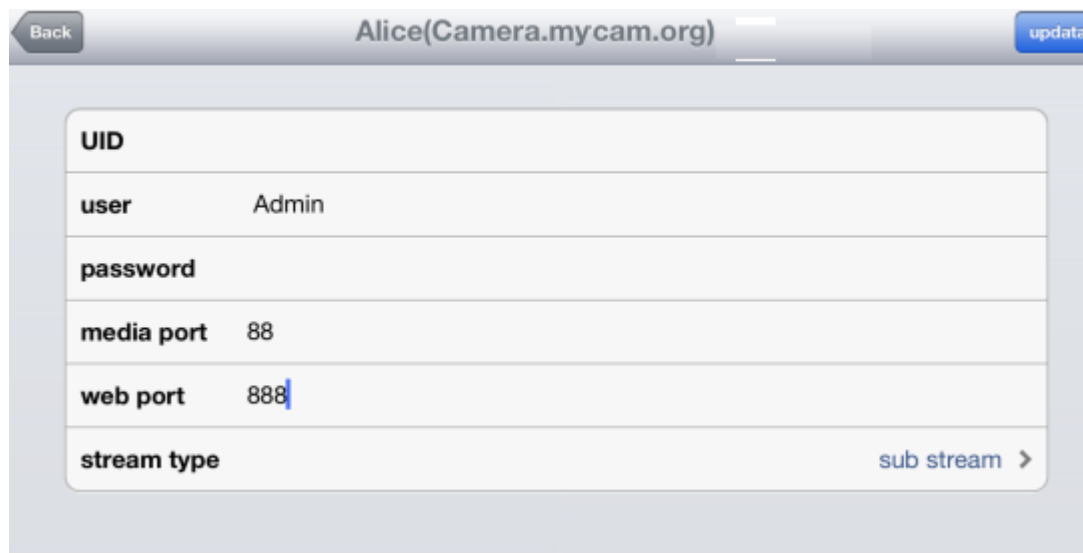 Back Alice(Camera.mycam.org) updata
UID
user Admin
password
media port 88
web port 888
stream type sub stream >